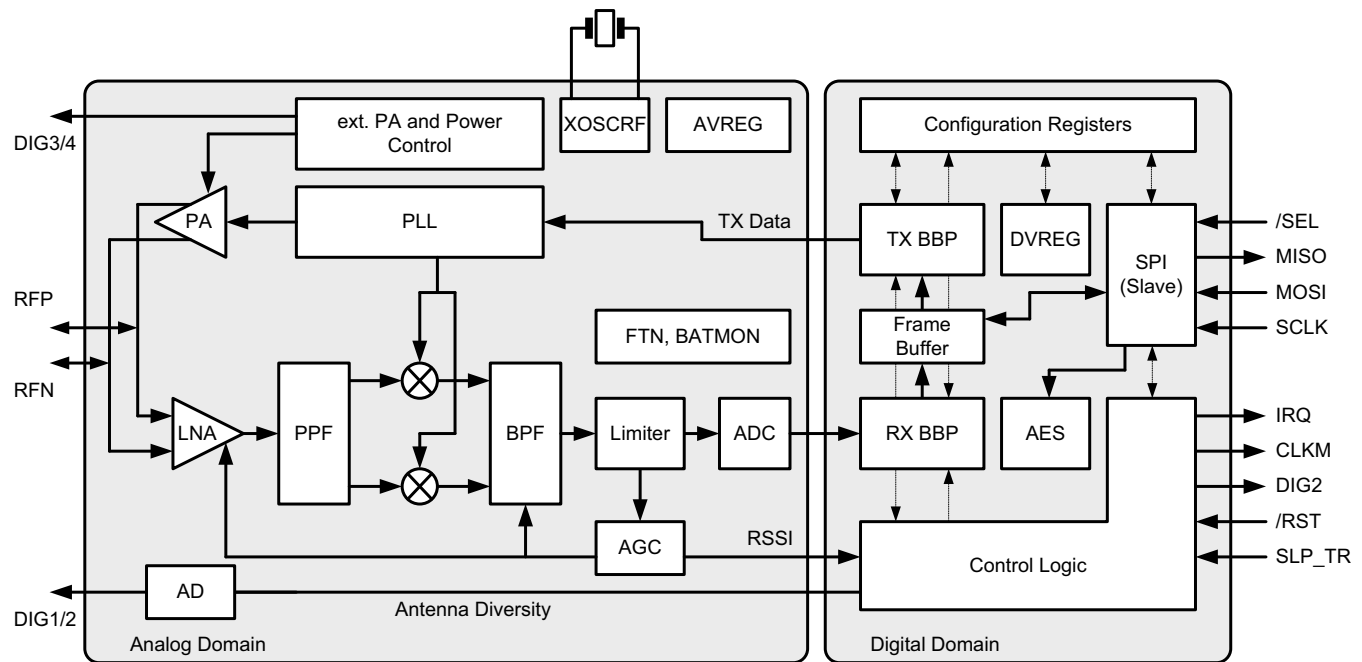 ext. PA and Power
Control
XOSCRF
AVREG
Configuration Registers
DIG3/4
PA
PLL
TX Data
TX BBP
DVREG
SPI
(Slave)
/SEL
MISO
MOSI
SCLK
RFP
RFN
FTN, BATMON
Frame
Buffer
LNA
PPF
BPF
Limiter
ADC
RX BBP
AES
IRQ
CLKM
DIG2
/RST
SLP_TR
AGC
RSSI
Control Logic
AD
DIG1/2
Antenna Diversity
Analog Domain
Digital Domain